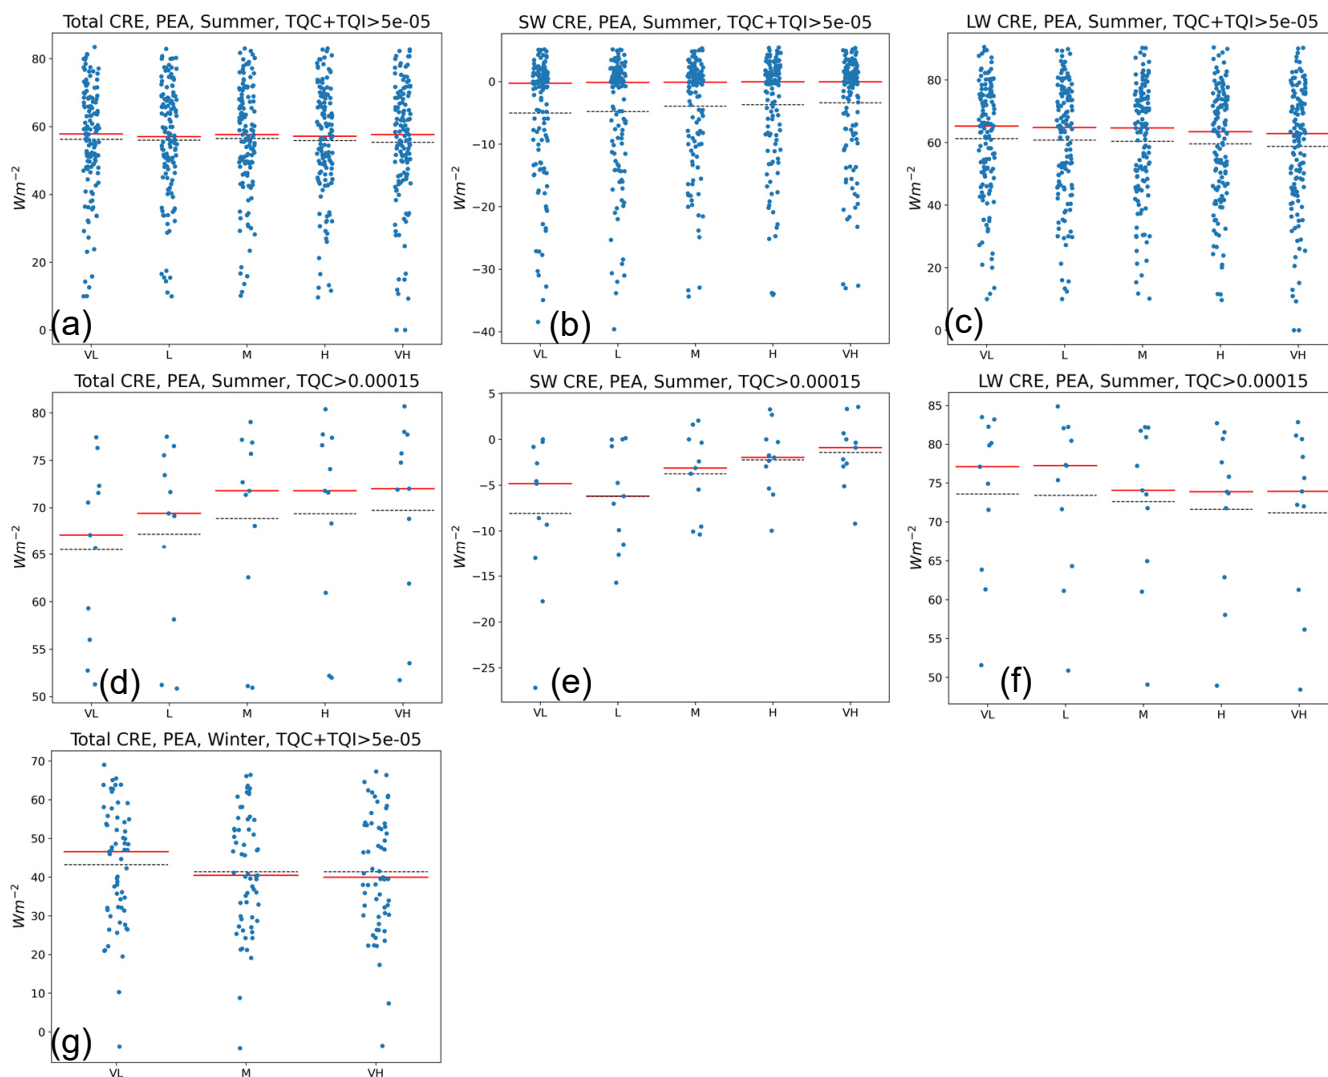 Total CRE, PEA, Summer, TQC+TQI>5e-05
80
60
40
20
0
Wm⁻²
VL L M H VH
(a)
SW CRE, PEA, Summer, TQC+TQI>5e-05
0
−10
−20
−30
−40
Wm⁻²
VL L M H VH
(b)
LW CRE, PEA, Summer, TQC+TQI>5e-05
80
60
40
20
0
Wm⁻²
VL L M H VH
(c)
Total CRE, PEA, Summer, TQC>0.00015
80
75
70
65
60
55
50
Wm⁻²
VL L M H VH
(d)
SW CRE, PEA, Summer, TQC>0.00015
5
0
−5
−10
−15
−20
−25
Wm⁻²
VL L M H VH
(e)
LW CRE, PEA, Summer, TQC>0.00015
85
80
75
70
65
60
55
50
Wm⁻²
VL L M H VH
(f)
Total CRE, PEA, Winter, TQC+TQI>5e-05
70
60
50
40
30
20
10
0
Wm⁻²
VL M VH
(g)